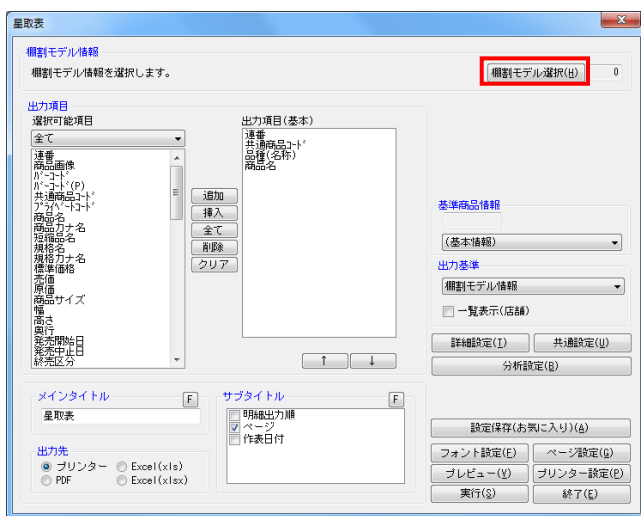 星取表
棚割モデル情報
棚割モデル情報を選択します。
棚割モデル選択(H)
0
出力項目
選択可能項目
全て
連番
商品画像
バーコード
バーコード(P)
共通商品コード
プライベートコード
商品名
商品カナ名
短縮品名
規格名
規格カナ名
標準価格
売価
原価
商品サイズ
幅
高さ
奥行
発売開始日
発売中止日
終売区分
追加
挿入
全て
削除
クリア
出力項目(基本)
連番
共通商品コード
品種(名称)
商品名
↑
↓
基準商品情報
(基本情報)
出力基準
棚割モデル情報
一覧表示(店舗)
詳細設定(I)
共通設定(U)
分析設定(B)
メインタイトル
F
星取表
サブタイトル
F
明細出力順
ページ
作表日付
出力先
プリンター
Excel(xls)
PDF
Excel(xlsx)
設定保存(お気に入り)(A)
フォント設定(F)
ページ設定(G)
プレビュー(V)
プリンター設定(P)
実行(S)
終了(E)